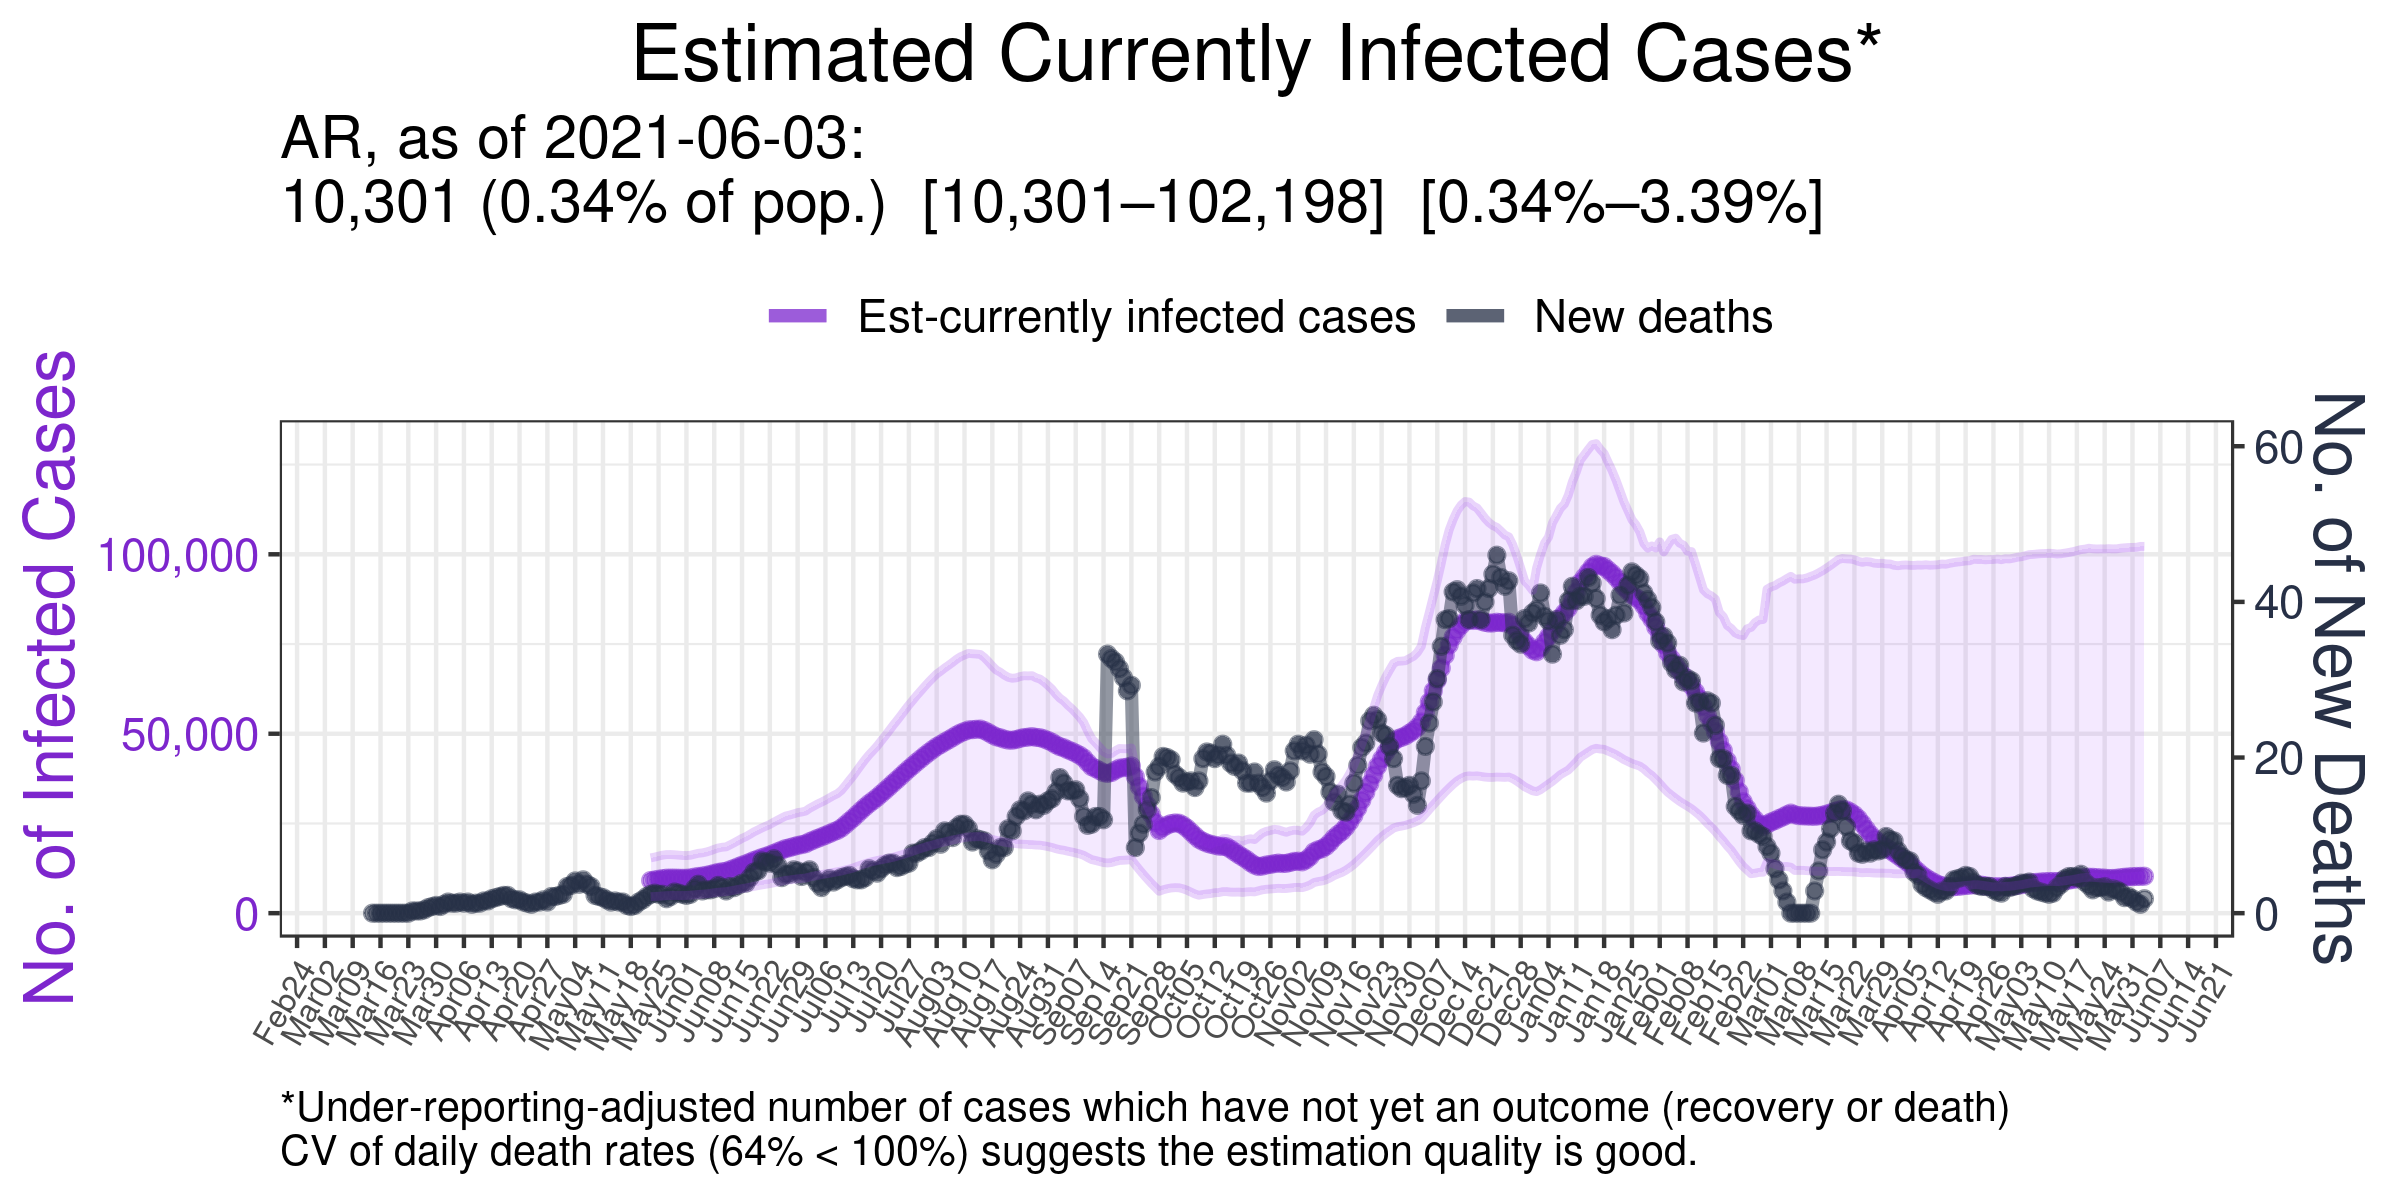 Estimated Currently Infected Cases*
AR, as of 2021-06-03:
10,301 (0.34% of pop.) [10,301–102,198] [0.34%–3.39%]
Est-currently infected cases
New deaths
No. of Infected Cases
100,000
50,000
0
60
40
20
0
No. of New Deaths
Feb24
Mar02
Mar09
Mar16
Mar23
Mar30
Apr06
Apr13
Apr20
Apr27
May04
May11
May18
May25
Jun01
Jun08
Jun15
Jun22
Jun29
Jul06
Jul13
Jul20
Jul27
Aug03
Aug10
Aug17
Aug24
Aug31
Sep07
Sep14
Sep21
Sep28
Oct05
Oct12
Oct19
Oct26
Nov02
Nov09
Nov16
Nov23
Nov30
Dec07
Dec14
Dec21
Dec28
Jan04
Jan11
Jan18
Jan25
Feb01
Feb08
Feb15
Feb22
Mar01
Mar08
Mar15
Mar22
Mar29
Apr05
Apr12
Apr19
Apr26
May03
May10
May17
May24
May31
Jun07
Jun14
Jun21
*Under-reporting-adjusted number of cases which have not yet an outcome (recovery or death)
CV of daily death rates (64% < 100%) suggests the estimation quality is good.